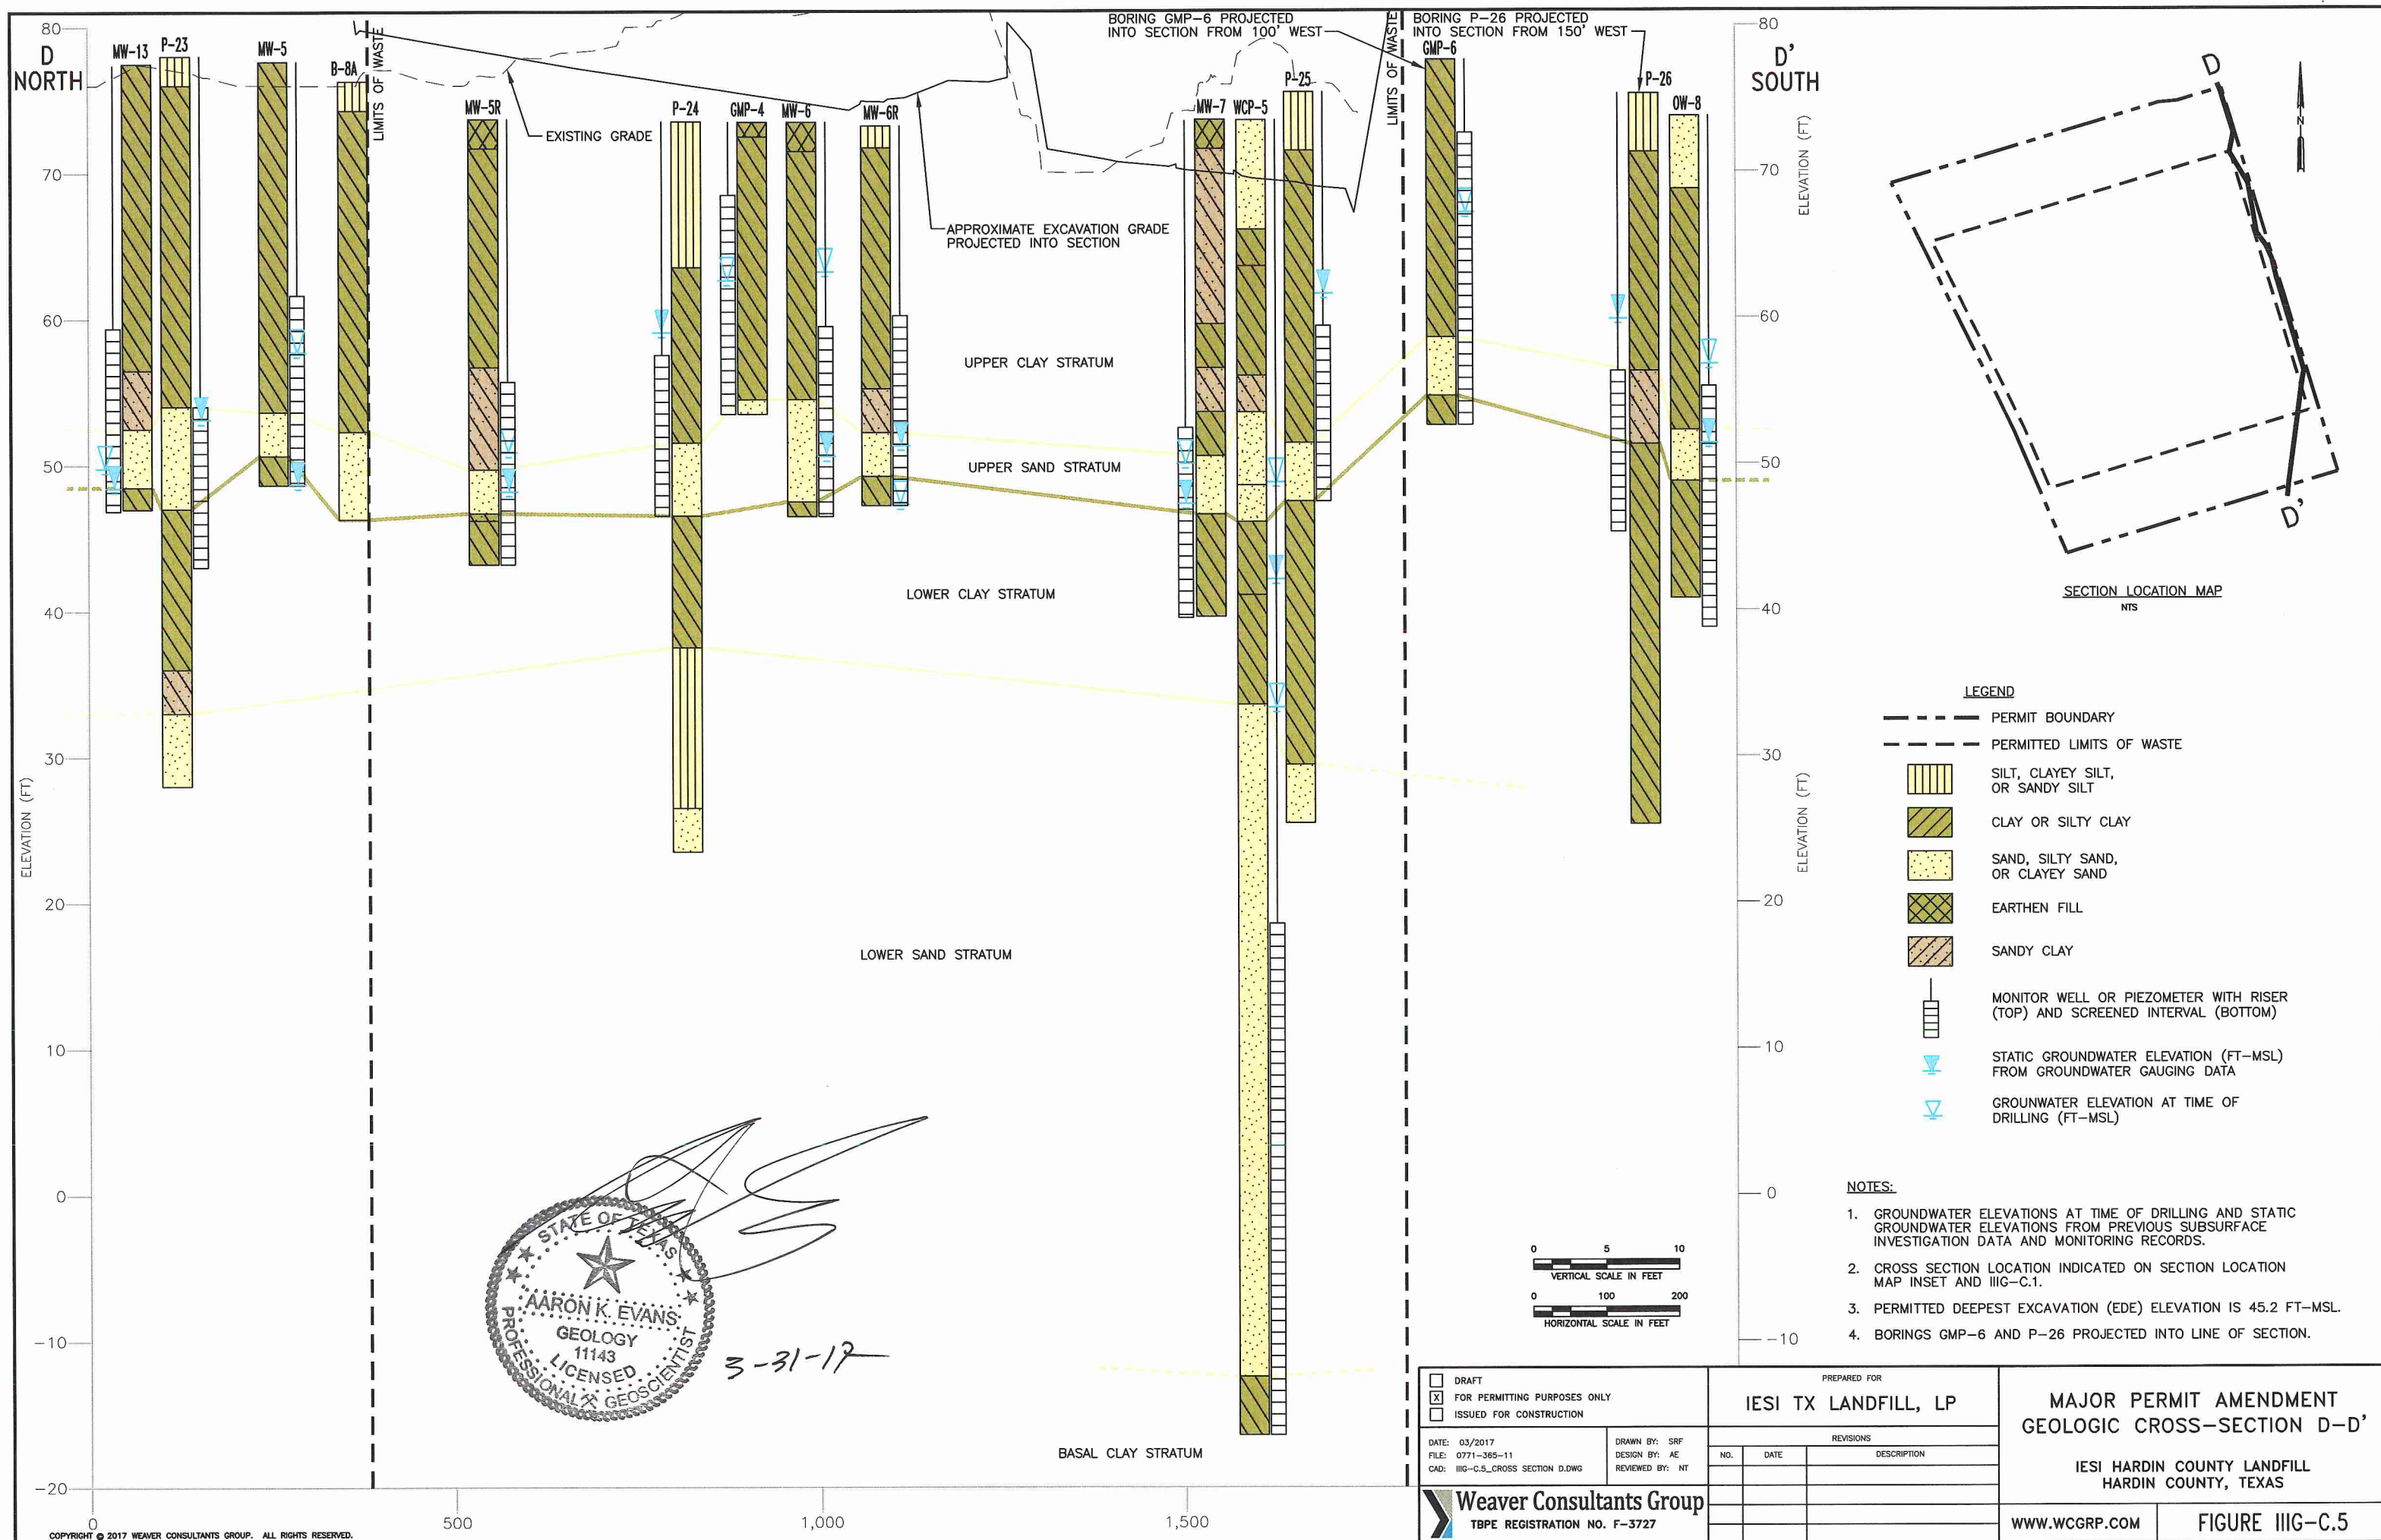 BORING GMP-6 PROJECTED
INTO SECTION FROM 100' WEST
BORING P-26 PROJECTED
INTO SECTION FROM 150' WEST
D
NORTH
D'
SOUTH
MW-13
P-23
MW-5
B-8A
LIMITS OF WASTE
MW-5R
P-24
GMP-4
MW-6
MW-6R
MW-7
WCP-5
P-25
LIMITS OF WASTE
GMP-6
P-26
OW-8
EXISTING GRADE
APPROXIMATE EXCAVATION GRADE
PROJECTED INTO SECTION
UPPER CLAY STRATUM
UPPER SAND STRATUM
LOWER CLAY STRATUM
LOWER SAND STRATUM
BASAL CLAY STRATUM
80
70
60
50
40
30
20
10
0
-10
-20
ELEVATION (FT)
80
70
60
50
40
30
20
10
0
-10
ELEVATION (FT)
ELEVATION (FT)
0
500
1,000
1,500
D
N
D'
SECTION LOCATION MAP
NTS
LEGEND
PERMIT BOUNDARY
PERMITTED LIMITS OF WASTE
SILT, CLAYEY SILT,
OR SANDY SILT
CLAY OR SILTY CLAY
SAND, SILTY SAND,
OR CLAYEY SAND
EARTHEN FILL
SANDY CLAY
MONITOR WELL OR PIEZOMETER WITH RISER
(TOP) AND SCREENED INTERVAL (BOTTOM)
STATIC GROUNDWATER ELEVATION (FT-MSL)
FROM GROUNDWATER GAUGING DATA
GROUNWATER ELEVATION AT TIME OF
DRILLING (FT-MSL)
NOTES:
1. GROUNDWATER ELEVATIONS AT TIME OF DRILLING AND STATIC
GROUNDWATER ELEVATIONS FROM PREVIOUS SUBSURFACE
INVESTIGATION DATA AND MONITORING RECORDS.
2. CROSS SECTION LOCATION INDICATED ON SECTION LOCATION
MAP INSET AND IIIG-C.1.
3. PERMITTED DEEPEST EXCAVATION (EDE) ELEVATION IS 45.2 FT-MSL.
4. BORINGS GMP-6 AND P-26 PROJECTED INTO LINE OF SECTION.
0 5 10
VERTICAL SCALE IN FEET
0 100 200
HORIZONTAL SCALE IN FEET
STATE OF TEXAS
AARON K. EVANS
GEOLOGY
11143
LICENSED
PROFESSIONAL GEOSCIENTIST
3-31-17
DRAFT
X FOR PERMITTING PURPOSES ONLY
ISSUED FOR CONSTRUCTION
DATE: 03/2017
FILE: 0771-365-11
CAD: IIIG-C.5_CROSS SECTION D.DWG
DRAWN BY: SRF
DESIGN BY: AE
REVIEWED BY: NT
Weaver Consultants Group
TBPE REGISTRATION NO. F-3727
PREPARED FOR
IESI TX LANDFILL, LP
REVISIONS
NO. DATE DESCRIPTION
MAJOR PERMIT AMENDMENT
GEOLOGIC CROSS-SECTION D-D'
IESI HARDIN COUNTY LANDFILL
HARDIN COUNTY, TEXAS
WWW.WCGRP.COM
FIGURE IIIG-C.5
COPYRIGHT © 2017 WEAVER CONSULTANTS GROUP. ALL RIGHTS RESERVED.